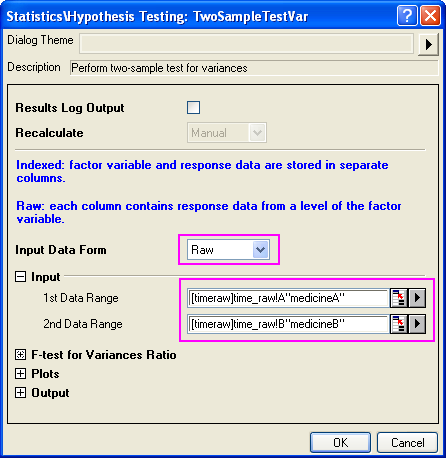 Statistics\Hypothesis Testing: TwoSampleTestVar
Dialog Theme
Description Perform two-sample test for variances
Results Log Output
Recalculate Manual
Indexed: factor variable and response data are stored in separate
columns.
Raw: each column contains response data from a level of the factor
variable.
Input Data Form Raw
Input
1st Data Range [timeraw]time_raw!A"medicineA"
2nd Data Range [timeraw]time_raw!B"medicineB"
F-test for Variances Ratio
Plots
Output
OK Cancel